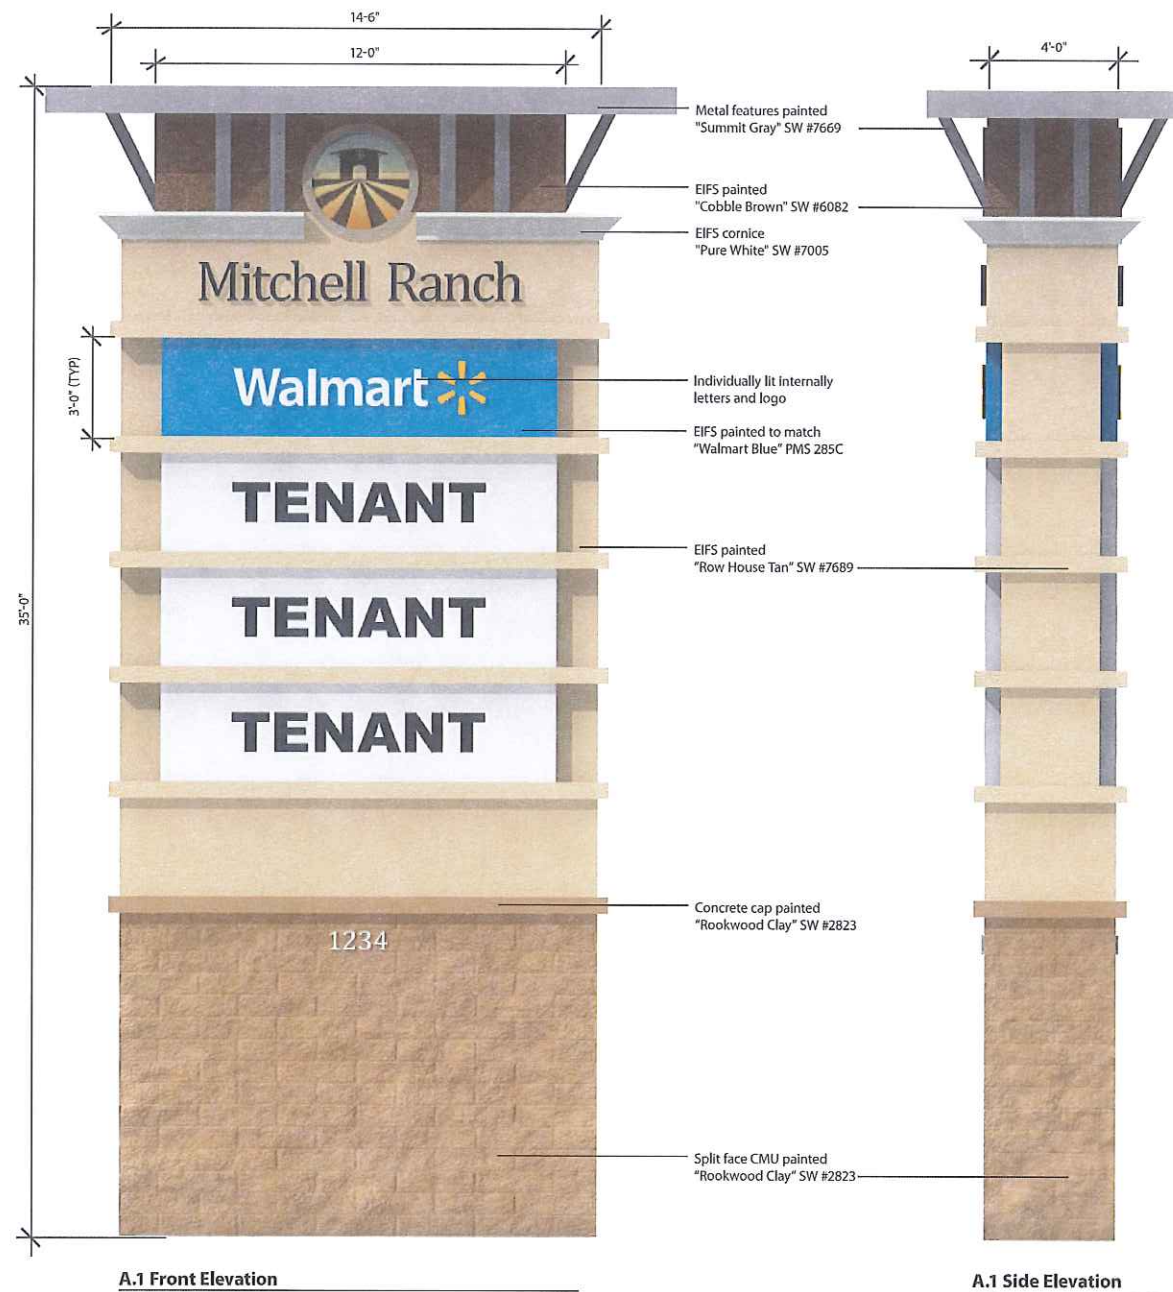 14-6"
12-0"
4'-0"
Metal features painted
"Summit Gray" SW #7669
EIFS painted
"Cobble Brown" SW #6082
EIFS cornice
"Pure White" SW #7005
Mitchell Ranch
3'-0" (TYP)
Walmart
Individually lit internally
letters and logo
EIFS painted to match
"Walmart Blue" PMS 285C
TENANT
EIFS painted
"Row House Tan" SW #7689
35'-0"
TENANT
TENANT
Concrete cap painted
"Rookwood Clay" SW #2823
1234
Split face CMU painted
"Rookwood Clay" SW #2823
A.1 Front Elevation
A.1 Side Elevation